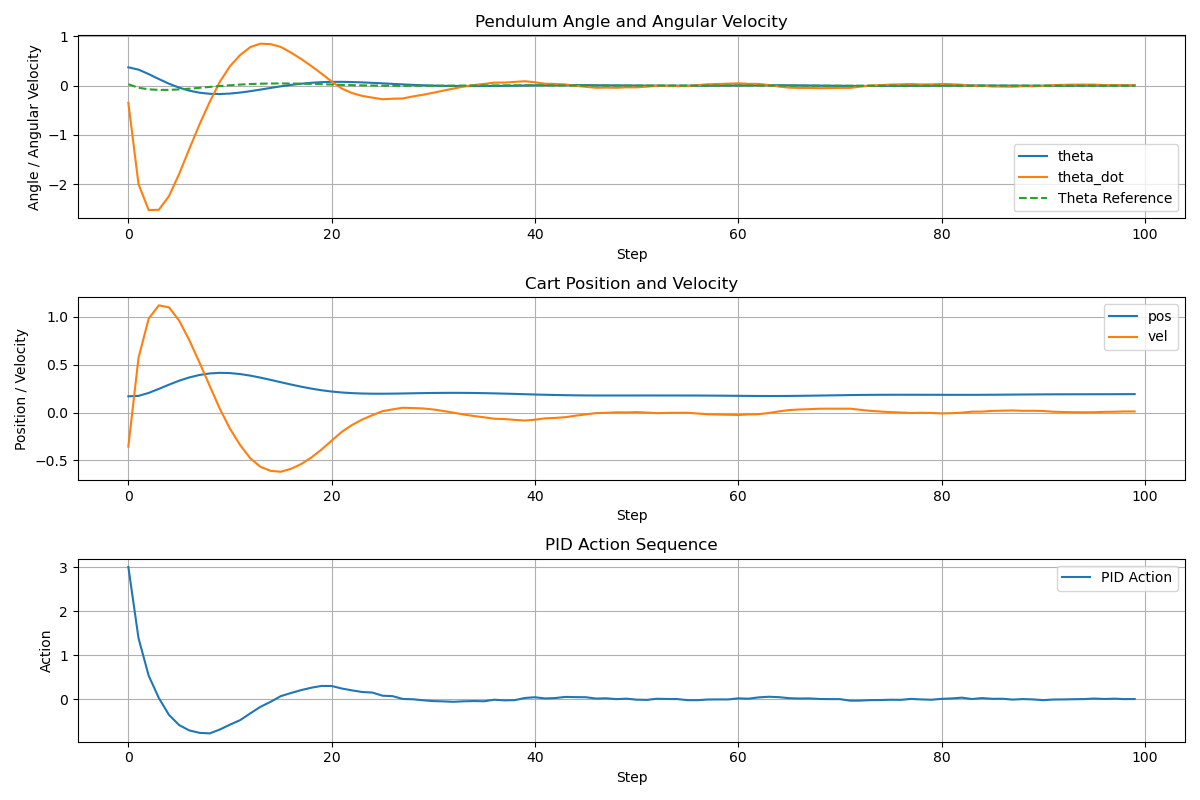 Pendulum Angle and Angular Velocity
Angle / Angular Velocity
1
0
−1
−2
theta
theta_dot
Theta Reference
0 20 40 60 80 100
Step
Cart Position and Velocity
Position / Velocity
1.0
0.5
0.0
−0.5
pos
vel
0 20 40 60 80 100
Step
PID Action Sequence
Action
3
2
1
0
PID Action
0 20 40 60 80 100
Step